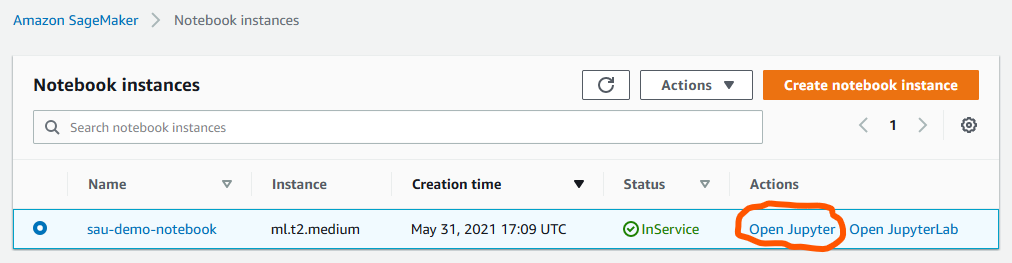 Amazon SageMaker > Notebook instances
Notebook instances Actions Create notebook instance
Search notebook instances 1
Name Instance Creation time Status Actions
sau-demo-notebook ml.t2.medium May 31, 2021 17:09 UTC InService Open Jupyter Open JupyterLab